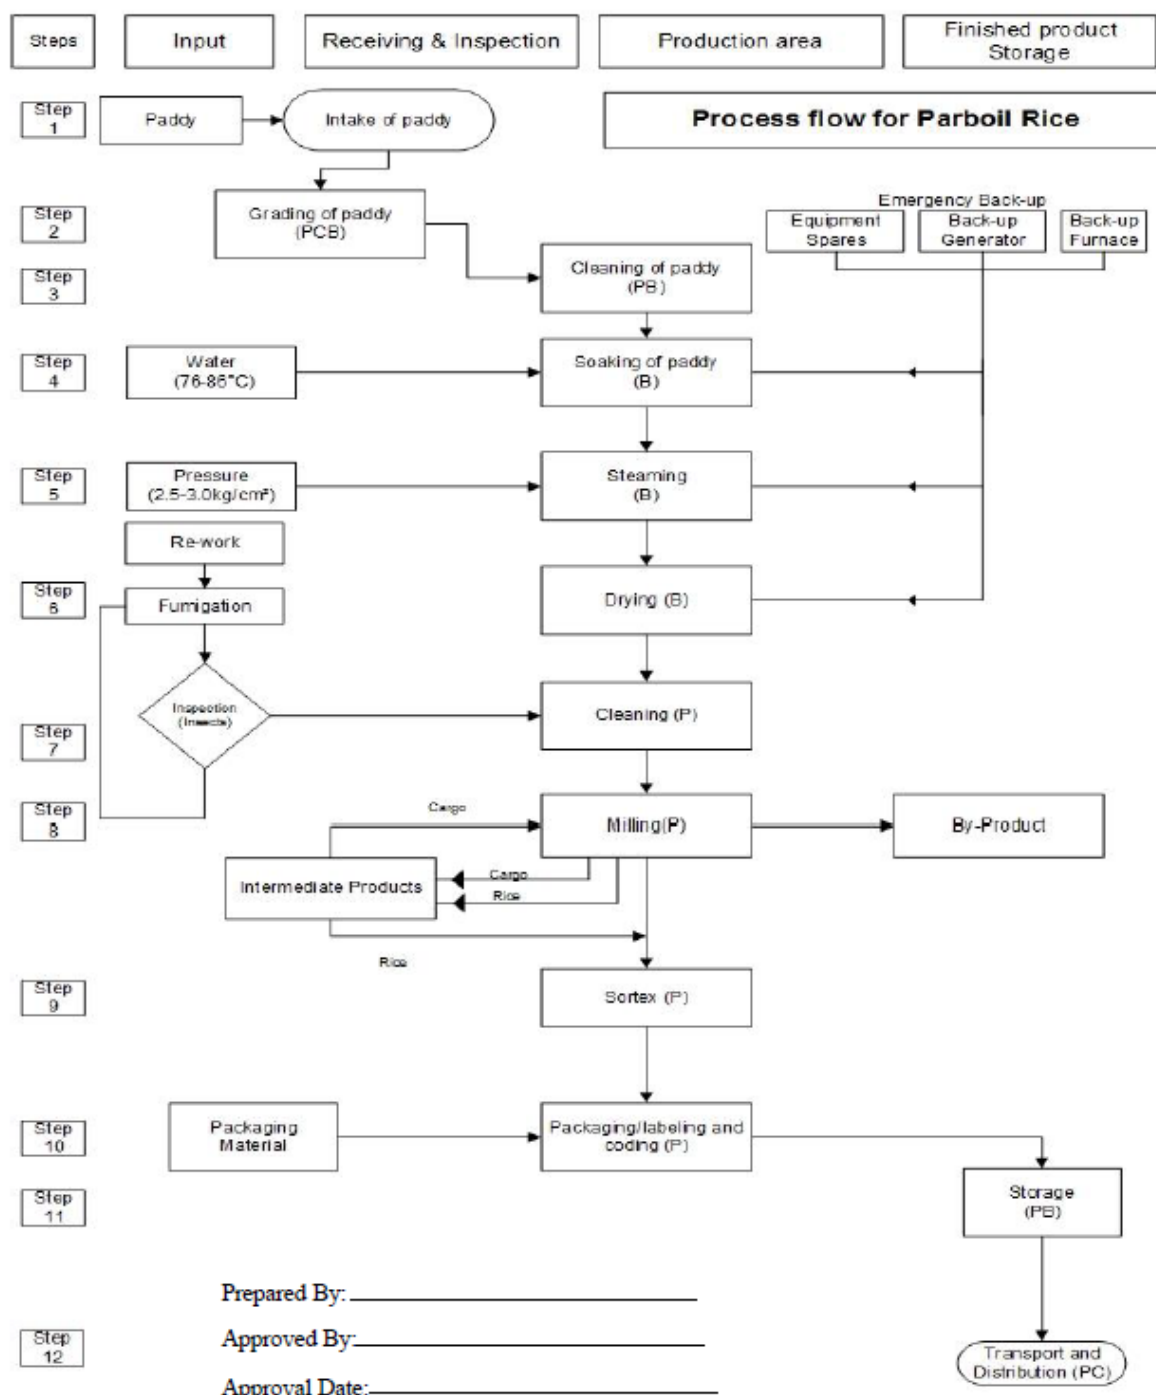 Steps
Input
Receiving & Inspection
Production area
Finished product
Storage
Step
1
Paddy
Intake of paddy
Process flow for Parboil Rice
Step
2
Grading of paddy
(PCB)
Emergency Back-up
Equipment
Spares
Back-up
Generator
Back-up
Furnace
Step
3
Cleaning of paddy
(PB)
Step
4
Water
(76-86°C)
Soaking of paddy
(B)
Step
5
Pressure
(2.5-3.0kg/cm²)
Steaming
(B)
Re-work
Step
6
Fumigation
Drying (B)
Inspection
(Insects)
Step
7
Cleaning (P)
Step
8
Cargo
Milling(P)
By-Product
Intermediate Products
Cargo
Rice
Rice
Step
9
Sortex (P)
Step
10
Packaging
Material
Packaging/labeling and
coding (P)
Step
11
Storage
(PB)
Prepared By:
Step
12
Approved By:
Transport and
Distribution (PC)
Approval Date: